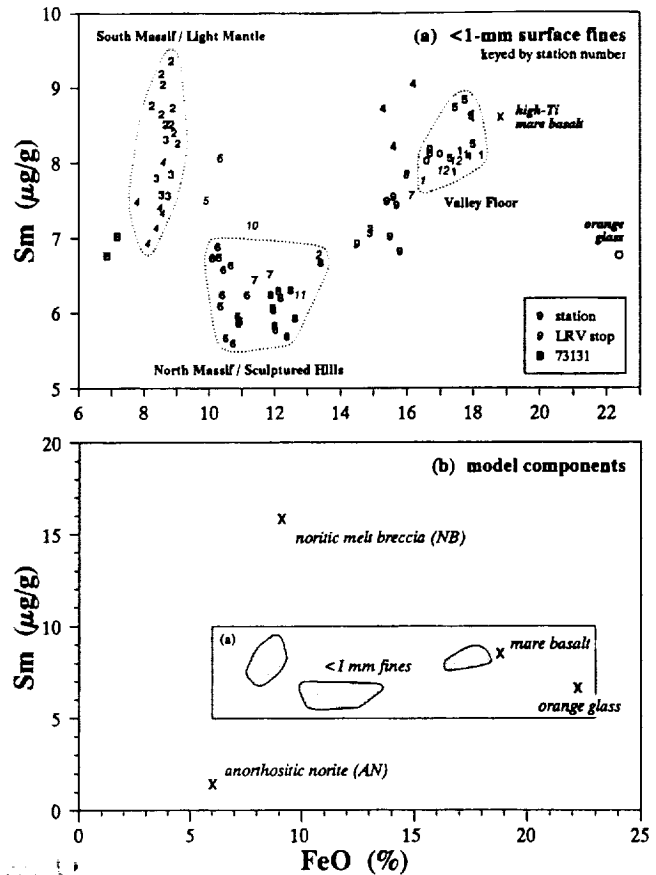 South Massif / Light Mantle
(a) <1-mm surface fines
keyed by station number
high-Ti
mare basalt
Valley Floor
orange
glass
station
LRV stop
73131
North Massif / Sculptured Hills
Sm (µg/g)
10
9
8
7
6
5
6 8 10 12 14 16 18 20 22 24
(b) model components
noritic melt breccia (NB)
(a)
<1 mm fines
mare basalt
orange glass
anorthositic norite (AN)
Sm (µg/g)
20
15
10
5
0
0 5 10 15 20 25
FeO (%)